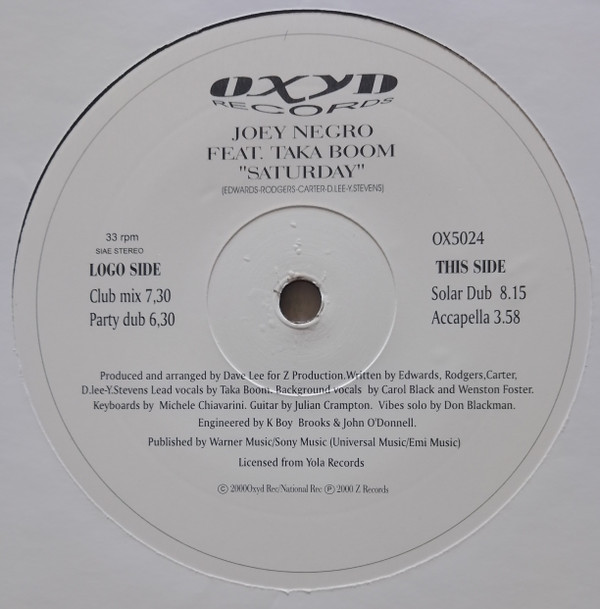 OXYD
RECORDS
JOEY NEGRO
FEAT. TAKA BOOM
"SATURDAY"
(EDWARDS-RODGERS-CARTER-D.LEE-Y.STEVENS)
33 rpm
SIAE STEREO
LOGO SIDE
Club mix 7,30
Party dub 6,30
OX5024
THIS SIDE
Solar Dub 8.15
Accapella 3.58
Produced and arranged by Dave Lee for Z Production.Written by Edwards, Rodgers,Carter,
D.lee-Y.Stevens Lead vocals by Taka Boom. Background vocals by Carol Black and Wenston Foster.
Keyboards by Michele Chiavarini. Guitar by Julian Crampton. Vibes solo by Don Blackman.
Engineered by K Boy Brooks & John O'Donnell.
Published by Warner Music/Sony Music (Universal Music/Emi Music)
Licensed from Yola Records
© 2000Oxyd Rec/National Rec ℗ 2000 Z Records